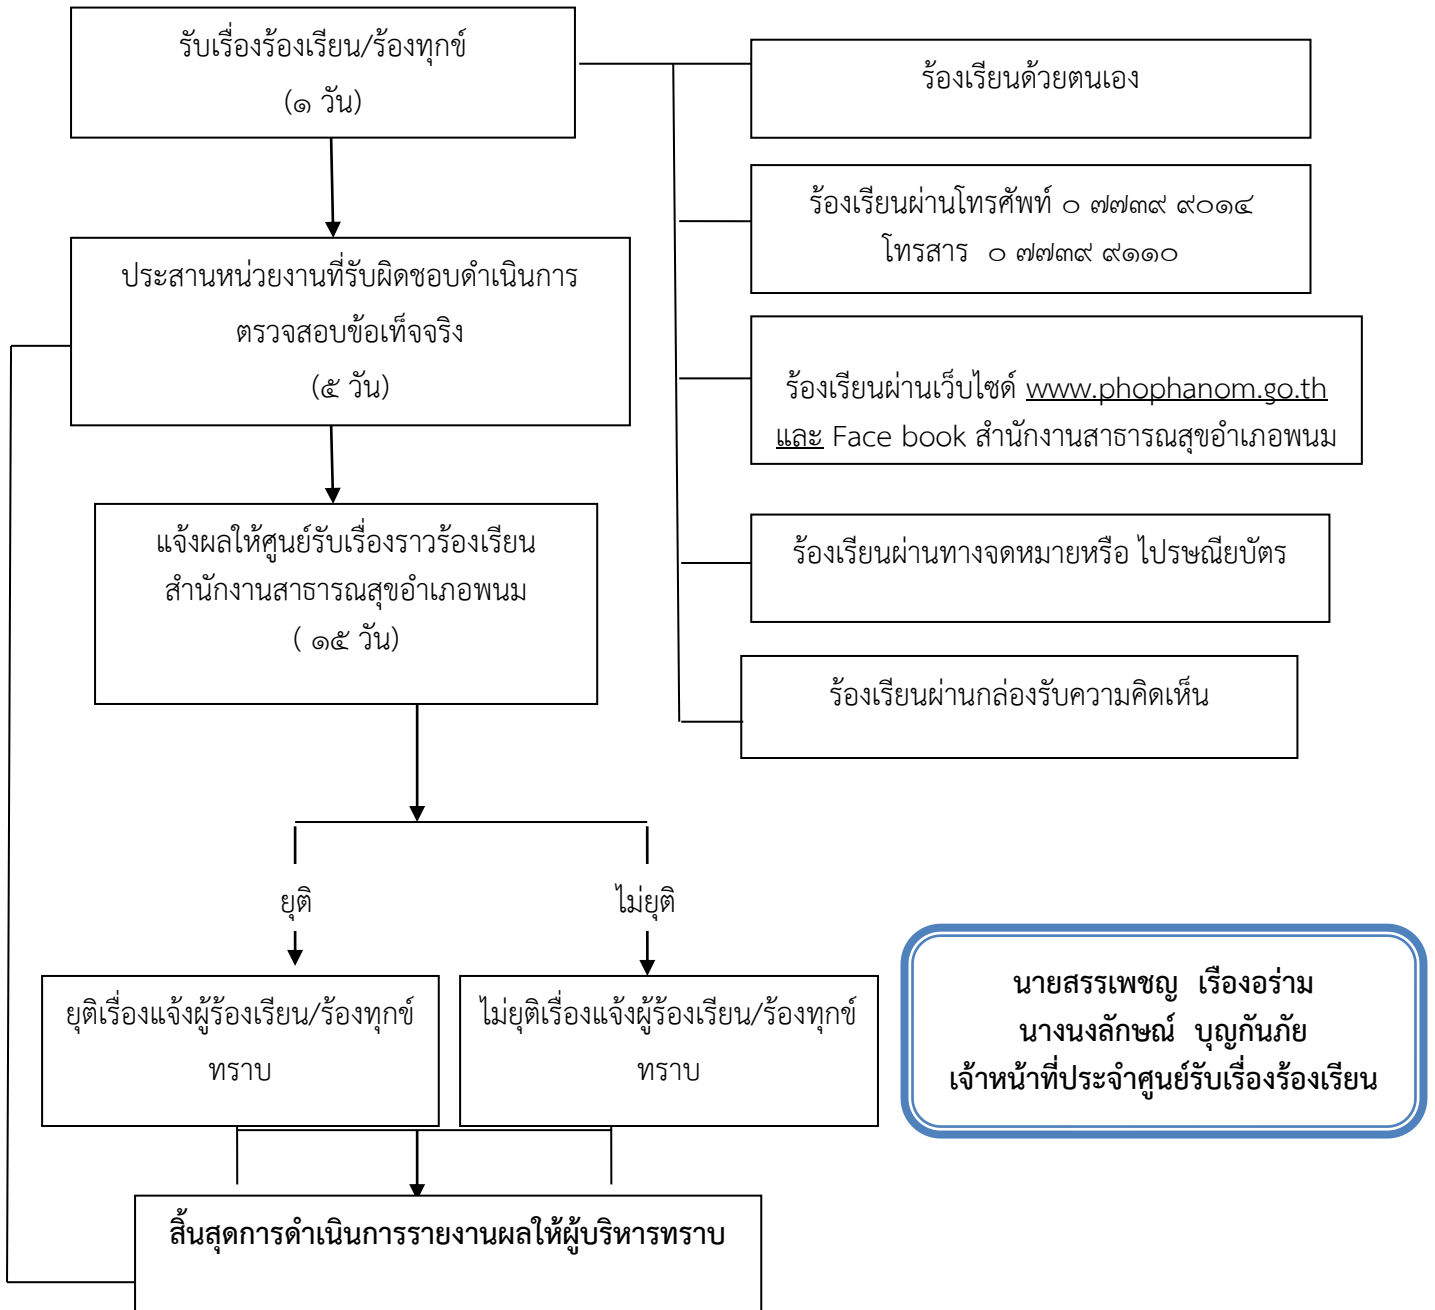 รับเรื่องร้องเรียน/ร้องทุกข์
(๑ วัน)
ร้องเรียนด้วยตนเอง
ร้องเรียนผ่านโทรศัพท์ ๐ ๗๗๓๙ ๙๐๑๔
โทรสาร ๐ ๗๗๓๙ ๙๑๑๐
ประสานหน่วยงานที่รับผิดชอบดำเนินการ
ตรวจสอบข้อเท็จจริง
(๕ วัน)
ร้องเรียนผ่านเว็บไซด์ www.phophanom.go.th
และ Face book สำนักงานสาธารณสุขอำเภอพนม
แจ้งผลให้ศูนย์รับเรื่องราวร้องเรียน
สำนักงานสาธารณสุขอำเภอพนม
( ๑๕ วัน)
ร้องเรียนผ่านทางจดหมายหรือ ไปรษณียบัตร
ร้องเรียนผ่านกล่องรับความคิดเห็น
ยุติ
ไม่ยุติ
ยุติเรื่องแจ้งผู้ร้องเรียน/ร้องทุกข์
ทราบ
ไม่ยุติเรื่องแจ้งผู้ร้องเรียน/ร้องทุกข์
ทราบ
นายสรรเพชญ เรืองอร่าม
นางนงลักษณ์ บุญกันภัย
เจ้าหน้าที่ประจำศูนย์รับเรื่องร้องเรียน
สิ้นสุดการดำเนินการรายงานผลให้ผู้บริหารทราบ